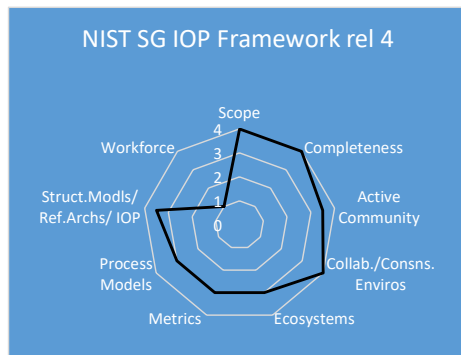 NIST SG IOP Framework rel 4
Scope
4
3
2
1
0
Workforce
Completeness
Struct.Modls/
Ref.Archs/ IOP
Active
Community
Process
Models
Collab./Consns.
Enviros
Metrics
Ecosystems